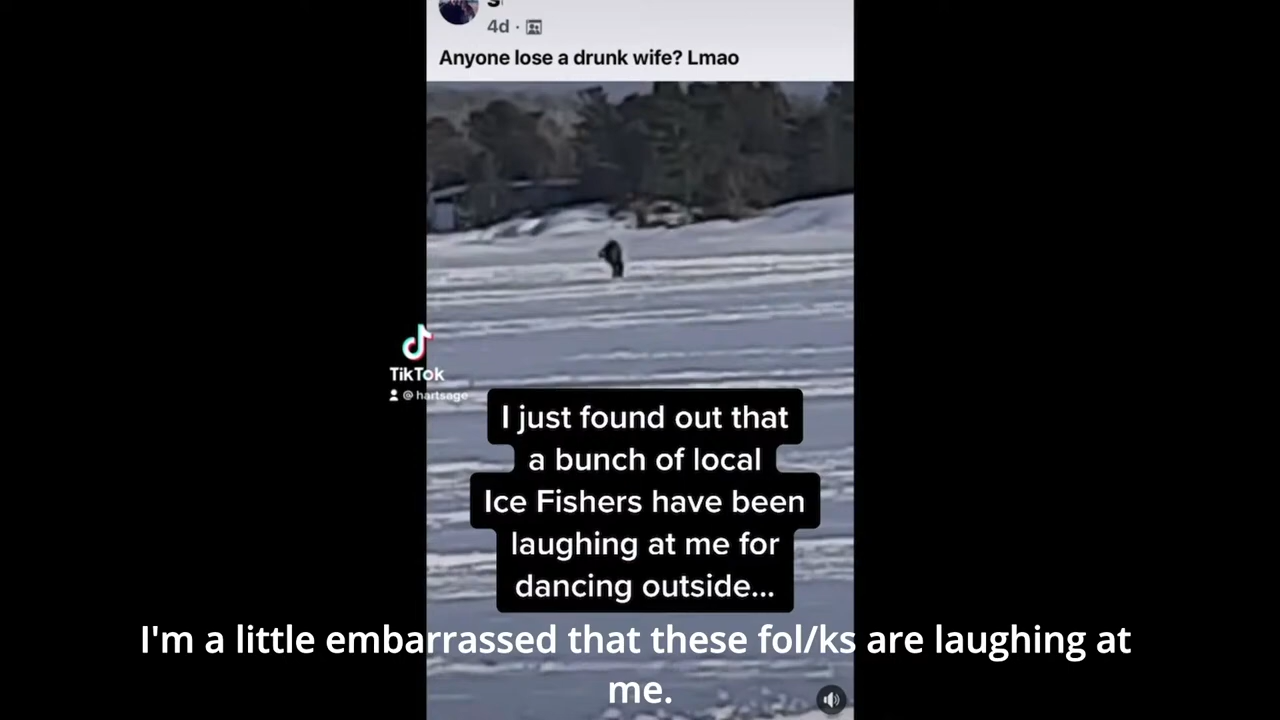 4d ·
Anyone lose a drunk wife? Lmao
TikTok
@ hartsage
I just found out that
a bunch of local
Ice Fishers have been
laughing at me for
dancing outside...
I'm a little embarrassed that these fol/ks are laughing at
me.